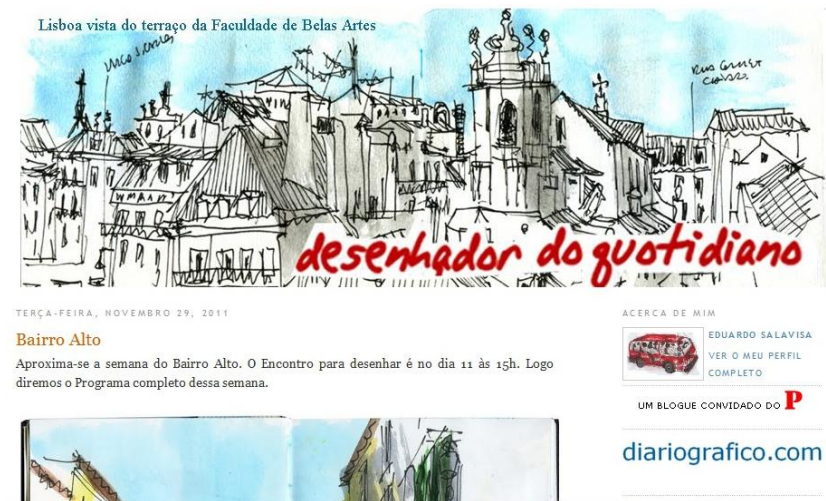 Lisboa vista do terraço da Faculdade de Belas Artes
desenhador do quotidiano
TERÇA-FEIRA, NOVEMBRO 29, 2011
Bairro Alto
Aproxima-se a semana do Bairro Alto. O Encontro para desenhar é no dia 11 às 15h. Logo
diremos o Programa completo dessa semana.
ACERCA DE MIM
EDUARDO SALAVISA
VER O MEU PERFIL
COMPLETO
UM BLOGUE CONVIDADO DO P
diariografico.com